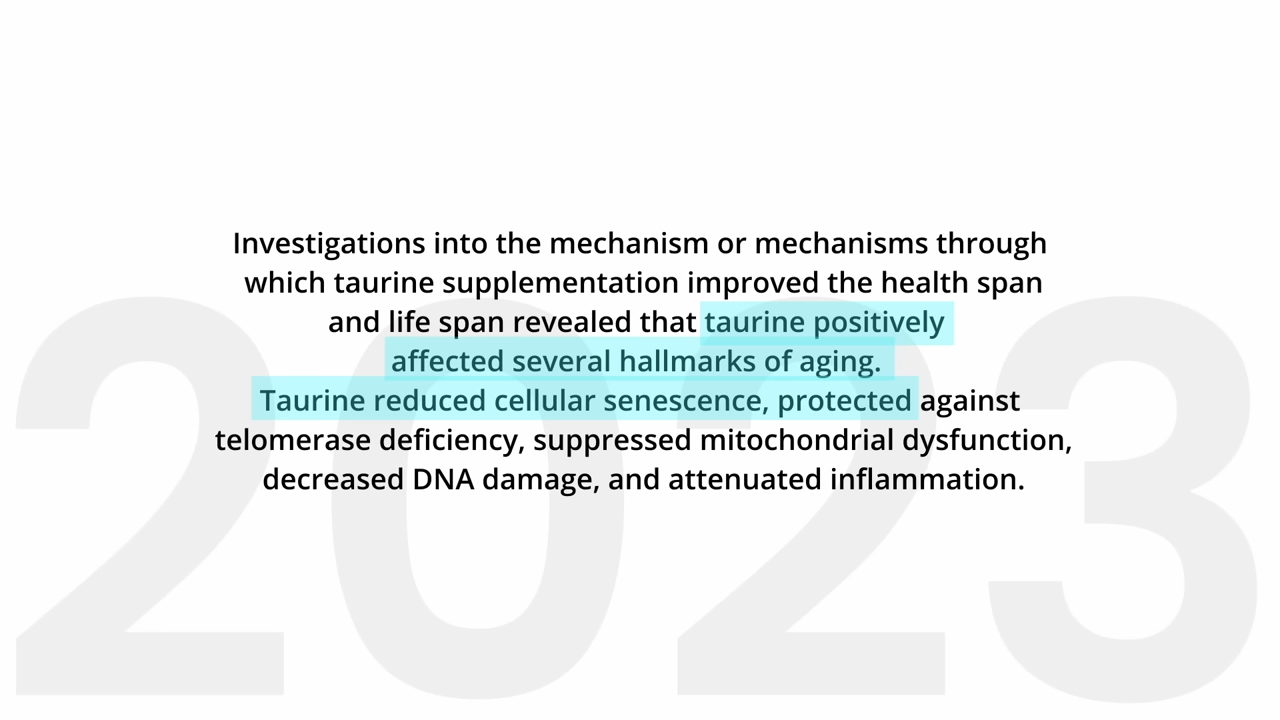 Investigations into the mechanism or mechanisms through
which taurine supplementation improved the health span
and life span revealed that taurine positively
affected several hallmarks of aging.
Taurine reduced cellular senescence, protected against
telomerase deficiency, suppressed mitochondrial dysfunction,
decreased DNA damage, and attenuated inflammation.
2023